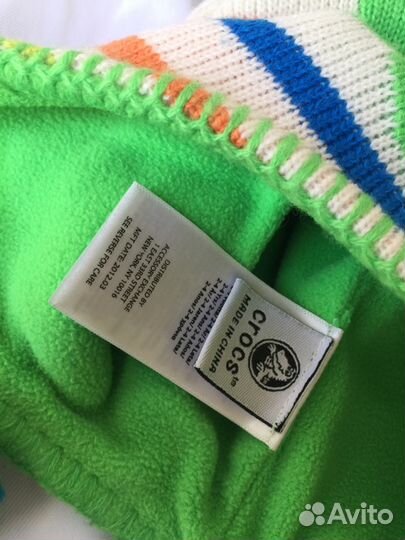 crocs
tm
MADE IN CHINA
DISTRIBUTED BY
ACCESSORY EXCHANGE
1 EAST 33RD STREET
NEW YORK, NY 10016
MFT DATE: 2012.03
SEE REVERSE FOR CARE
Avito